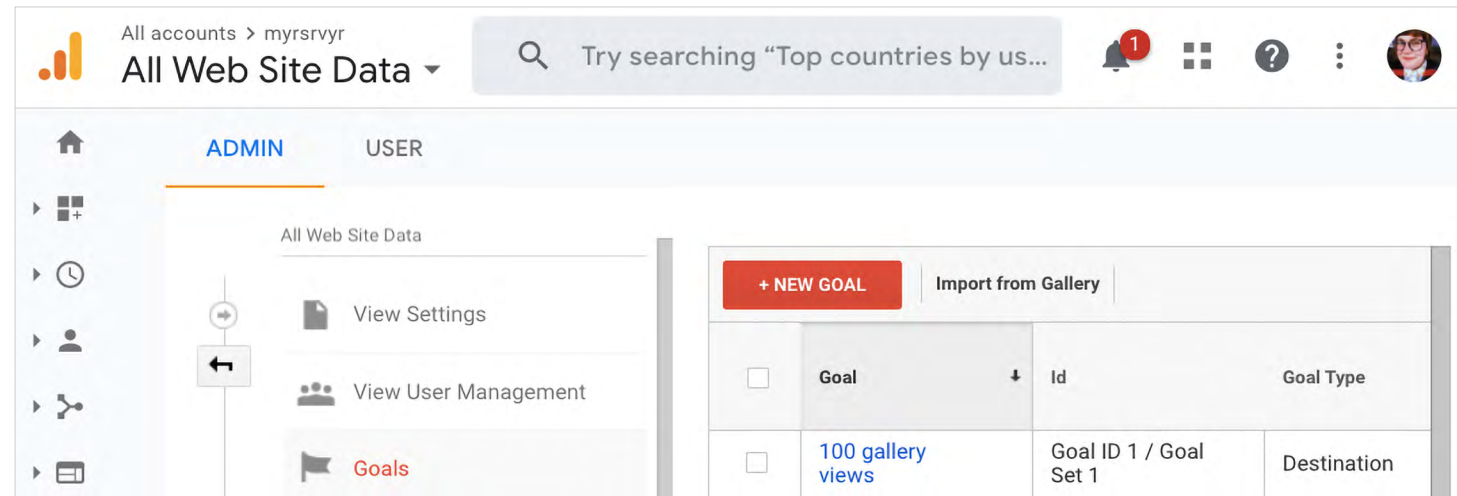 All accounts > myrsrvyr
All Web Site Data
Try searching “Top countries by us...
1
ADMIN USER
All Web Site Data
View Settings
View User Management
Goals
+ NEW GOAL Import from Gallery
Goal Id Goal Type
100 gallery
views
Goal ID 1 / Goal
Set 1
Destination